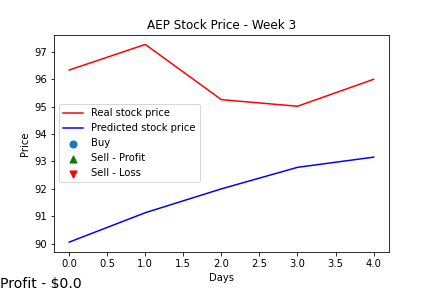 AEP Stock Price - Week 3
Price
97
96
95
94
93
92
91
90
Real stock price
Predicted stock price
Buy
Sell - Profit
Sell - Loss
0.0 0.5 1.0 1.5 2.0 2.5 3.0 3.5 4.0
Days
Profit - $0.0